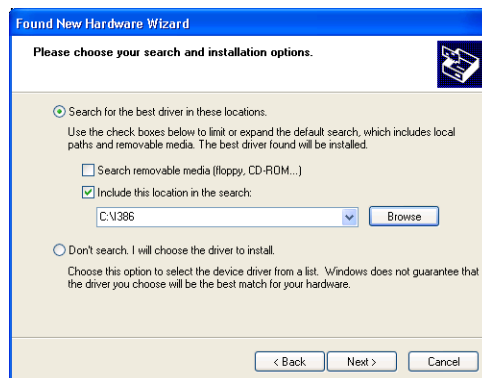 Found New Hardware Wizard
Please choose your search and installation options.
Search for the best driver in these locations.
Use the check boxes below to limit or expand the default search, which includes local
paths and removable media. The best driver found will be installed.
Search removable media (floppy, CD-ROM...)
Include this location in the search:
C:\I386
Browse
Don't search. I will choose the driver to install.
Choose this option to select the device driver from a list. Windows does not guarantee that
the driver you choose will be the best match for your hardware.
< Back
Next >
Cancel